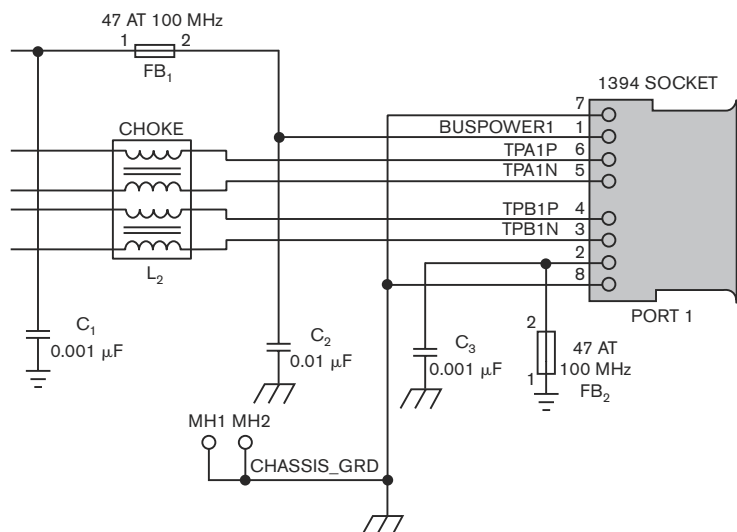 47 AT 100 MHz
1 2
FB₁
1394 SOCKET
7
CHOKE
BUSPOWER1 1
TPA1P 6
TPA1N 5
TPB1P 4
TPB1N 3
2
8
L₂
PORT 1
C₁
0.001 µF
C₂
0.01 µF
C₃
0.001 µF
2
47 AT
100 MHz
1
FB₂
MH1 MH2
CHASSIS_GRD